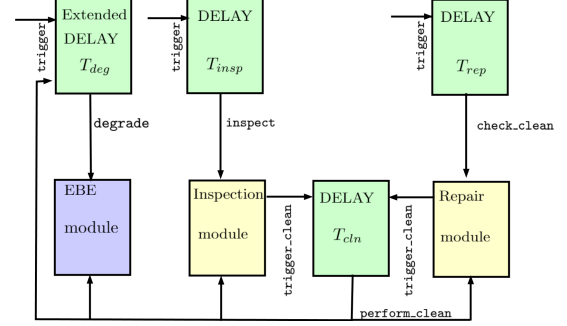 Extended
DELAY
T_deg
trigger
DELAY
T_insp
trigger
DELAY
T_rep
trigger
degrade
inspect
check_clean
EBE
module
Inspection
module
trigger_clean
DELAY
T_cln
trigger_clean
Repair
module
perform_clean